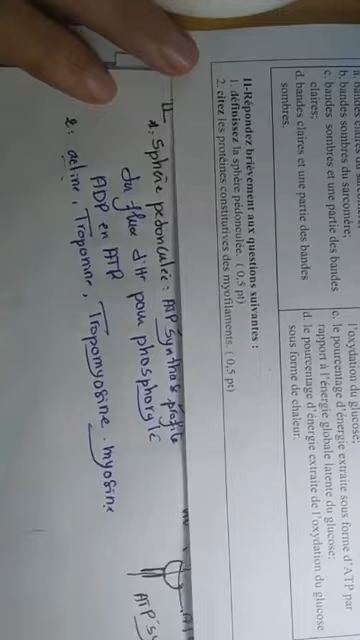 b. bandes sombres du sarcomère
c. bandes sombres et une partie des bandes
claires;
d. bandes claires et une partie des bandes
sombres.
l'oxydation du glucose;
c. le pourcentage d'énergie extraite sous forme d'ATP par
rapport à l'énergie globale latente du glucose;
d. le pourcentage d'énergie extraite de l'oxydation du glucose
sous forme de chaleur.
II-Répondez brièvement aux questions suivantes :
1. définissez la sphère pédonculée. ( 0,5 pt)
2. citez les protéines constitutives des myofilaments. ( 0,5 pt)
II
1: Sphère pedonculée: ATP Synthas profite
du fluor d'H+ pour phosphorylé
ADP en ATP
2: actine, Troponine, Tropomyosine. myosine